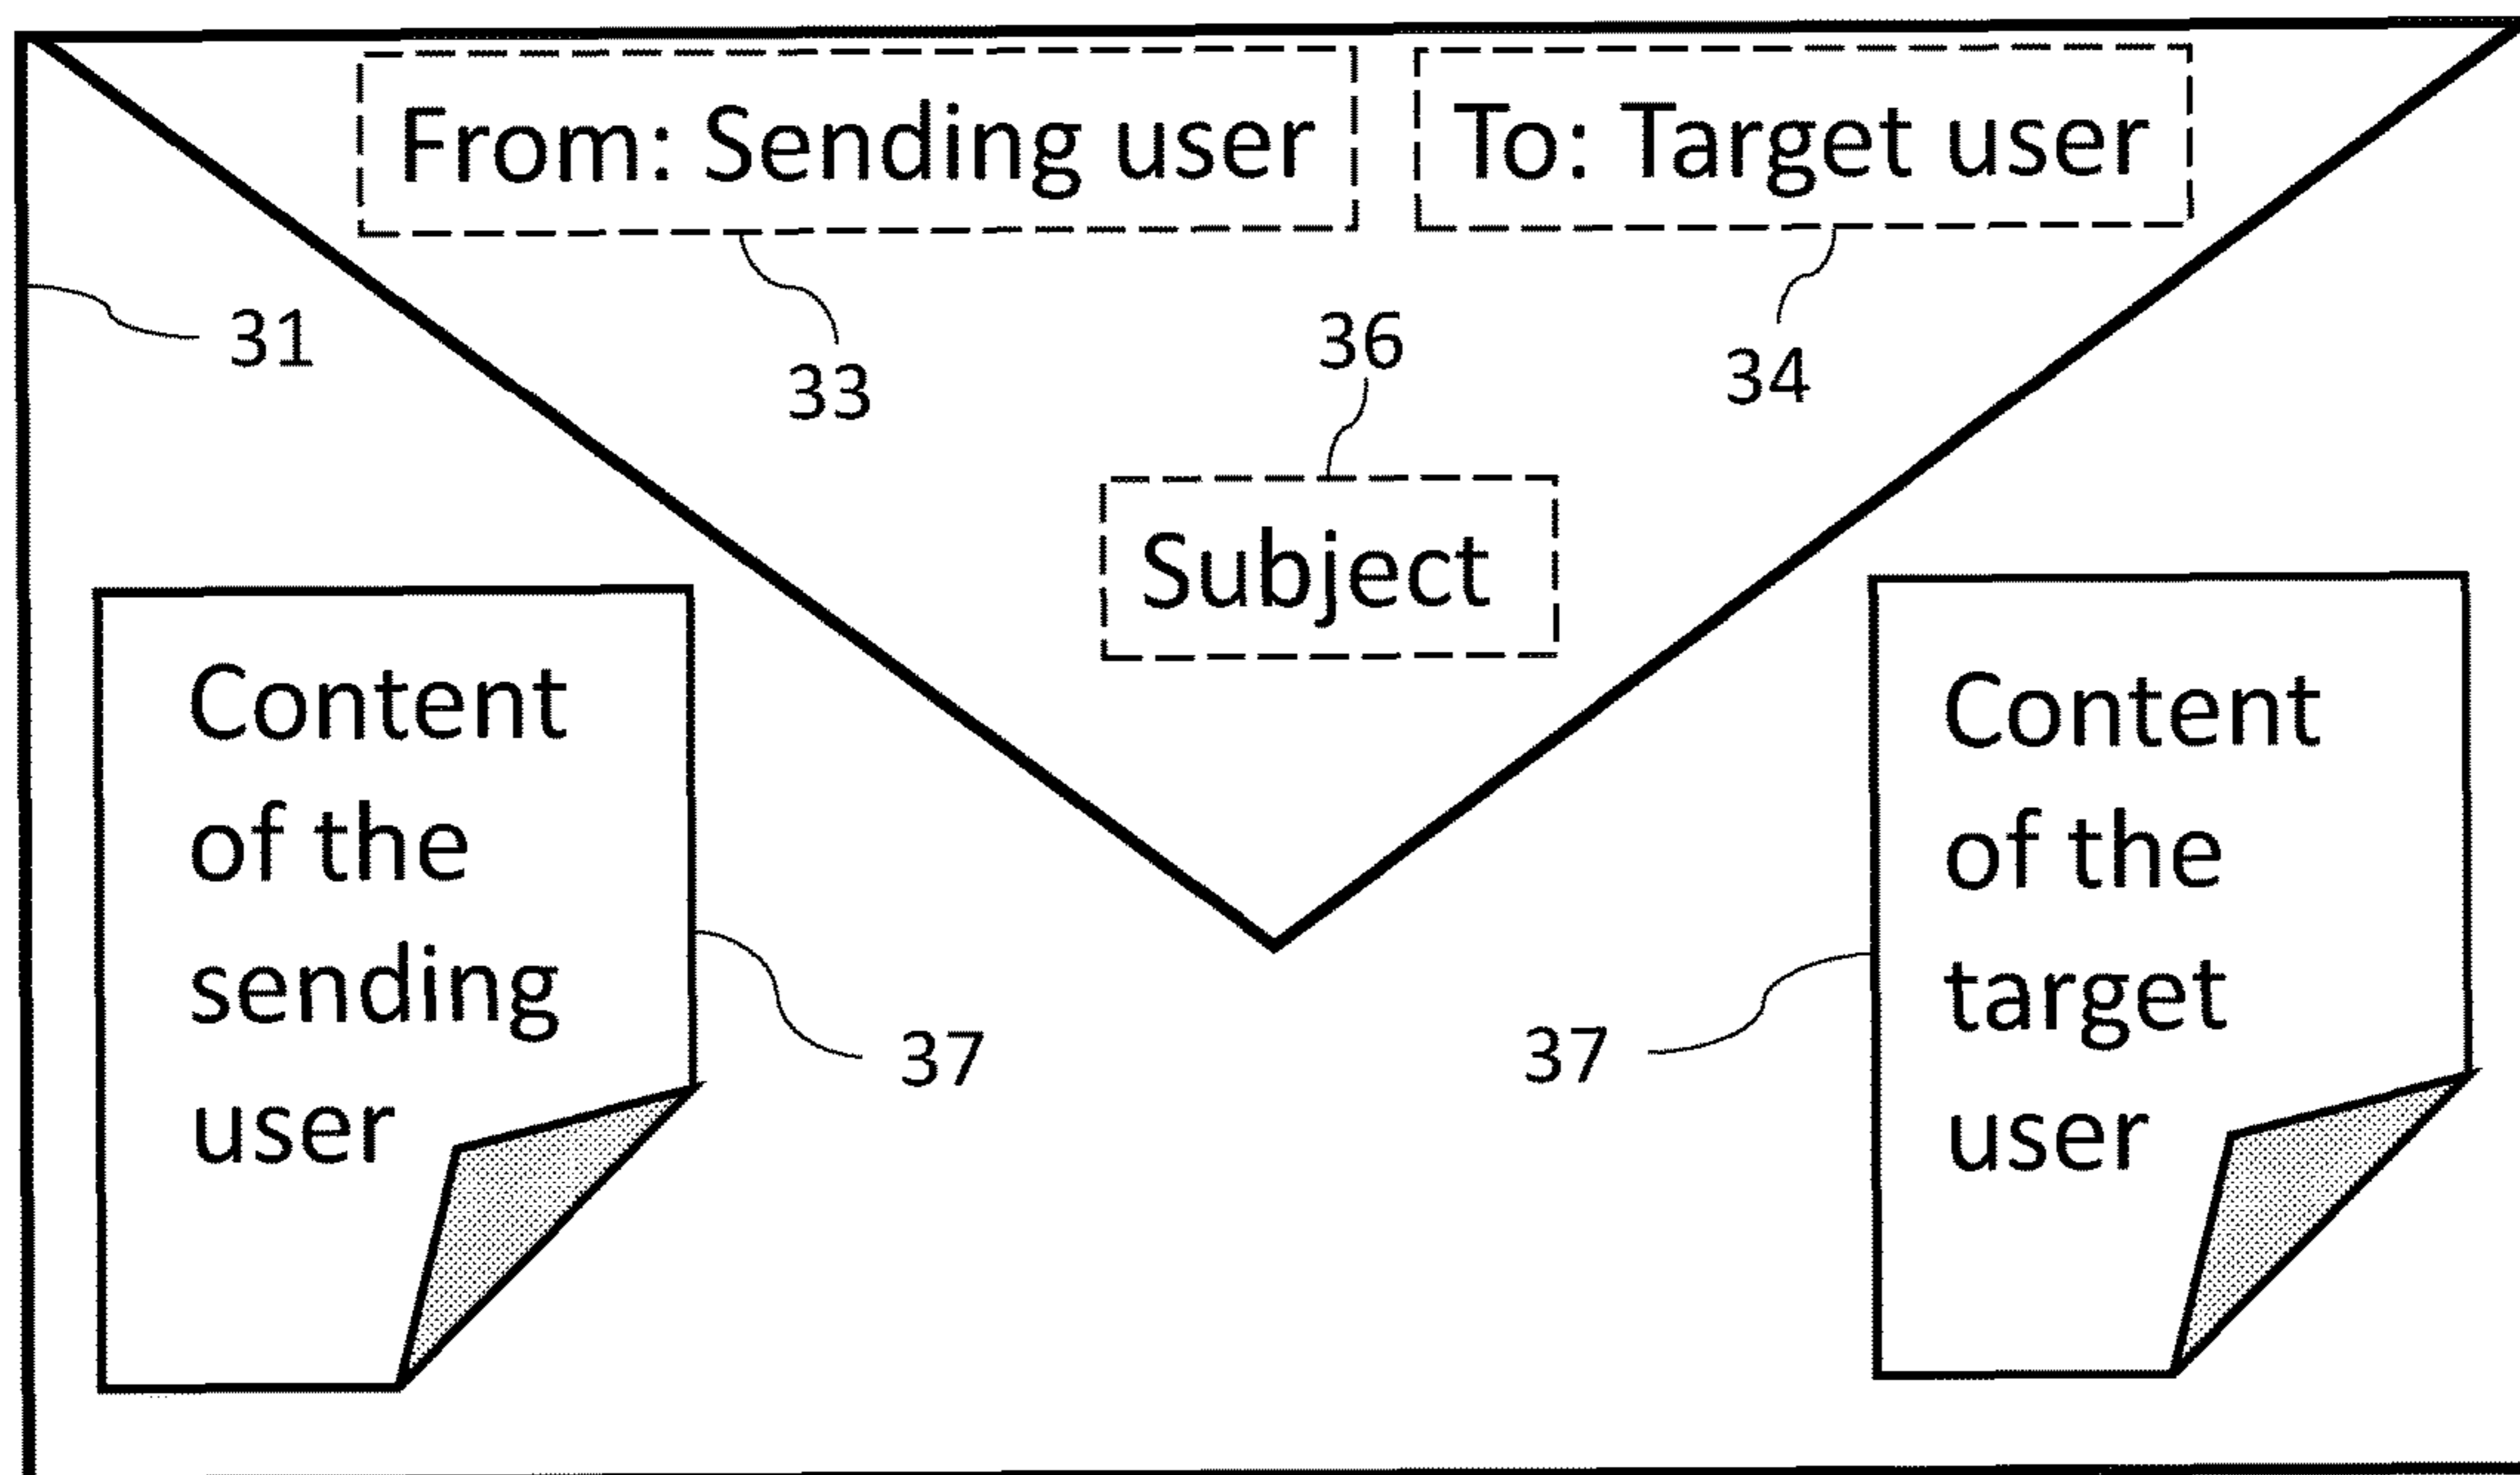 From: Sending user
To: Target user
31
33
36
34
Subject
Content
of the
sending
user
37
37
Content
of the
target
user